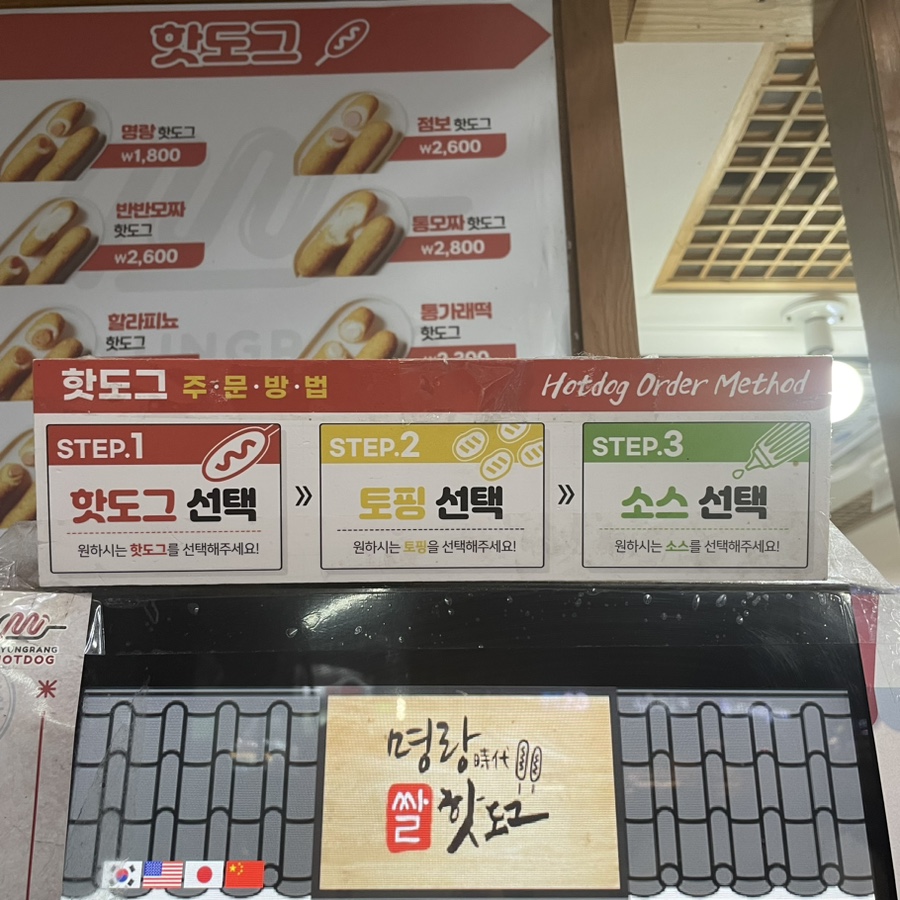 핫도그
명랑 핫도그
₩1,800
점보 핫도그
₩2,600
반반모짜
핫도그
₩2,600
통모짜 핫도그
₩2,800
할라피뇨
핫도그
통가래떡
핫도그
핫도그 주·문·방·법
Hotdog Order Method
STEP.1
핫도그 선택
원하시는 핫도그를 선택해주세요!
»
STEP.2
토핑 선택
원하시는 토핑을 선택해주세요!
»
STEP.3
소스 선택
원하시는 소스를 선택해주세요!
YUNGRANG
HOTDOG
명랑時代
쌀 핫도그